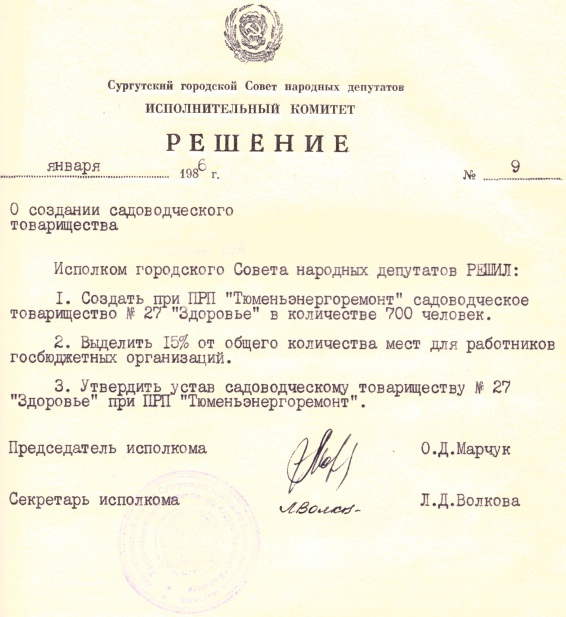 Сургутский городской Совет народных депутатов
ИСПОЛНИТЕЛЬНЫЙ КОМИТЕТ
РЕШЕНИЕ
января 1986 г. № 9
О создании садоводческого
товарищества
Исполком городского Совета народных депутатов РЕШИЛ:
I. Создать при ПРП "Тюменьэнергоремонт" садоводческое
товарищество № 27 "Здоровье" в количестве 700 человек.
2. Выделить 15% от общего количества мест для работников
госбюджетных организаций.
3. Утвердить устав садоводческому товариществу № 27
"Здоровье" при ПРП "Тюменьэнергоремонт".
Председатель исполкома О.Д.Марчук
Секретарь исполкома Л.Д.Волкова